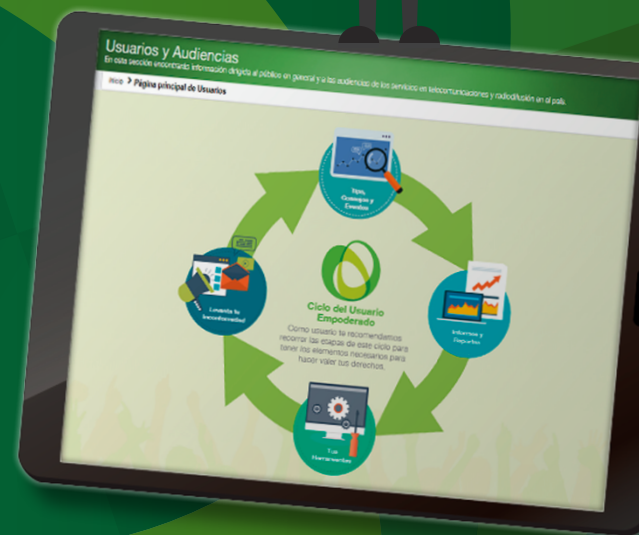 Usuarios y Audiencias
En esta sección encontrarás información dirigida al público en general y a las audiencias de los servicios en telecomunicaciones y radiodifusión en el país.
Inicio > Página principal de Usuarios
Tips,
Consejos y
Estudios
Levanta tu
Inconformidad
Ciclo del Usuario
Empoderado
Como usuario te recomendamos
recorrer las etapas de este ciclo para
tener los elementos necesarios para
hacer valer tus derechos.
Informes y
Reportes
Tus
Herramientas